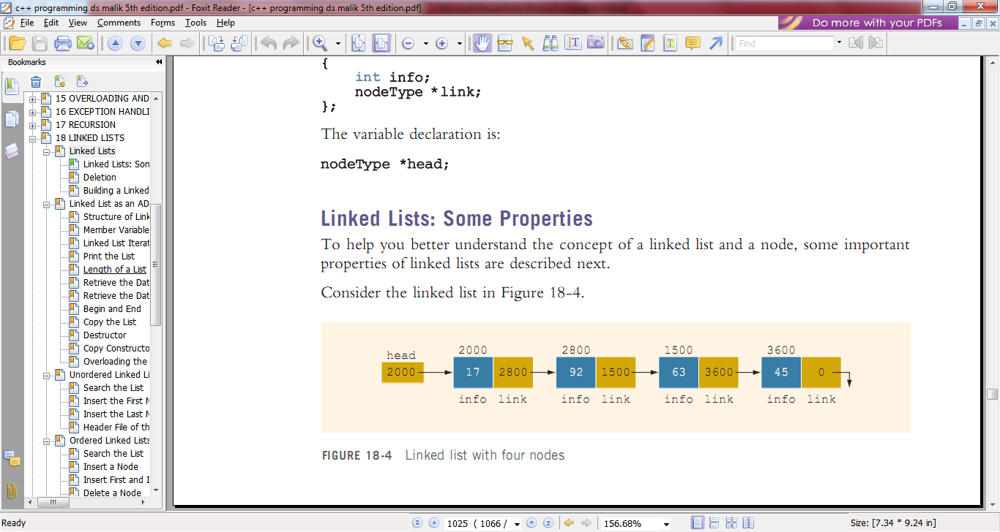 c++ programming ds malik 5th edition.pdf - Foxit Reader - [c++ programming ds malik 5th edition.pdf]
File Edit View Comments Forms Tools Help
Do more with your PDFs
Find
Bookmarks
15 OVERLOADING AND
16 EXCEPTION HANDLI
17 RECURSION
18 LINKED LISTS
Linked Lists
Linked Lists: Son
Deletion
Building a Linked
Linked List as an AD
Structure of Link
Member Variable
Linked List Iterat
Print the List
Length of a List
Retrieve the Dat
Retrieve the Dat
Begin and End
Copy the List
Destructor
Copy Constructo
Overloading the
Unordered Linked Li
Search the List
Insert the First N
Insert the Last N
Header File of th
Ordered Linked Lists
Search the List
Insert a Node
Insert First and I
Delete a Node
{
int info;
nodeType *link;
};
The variable declaration is:
nodeType *head;
Linked Lists: Some Properties
To help you better understand the concept of a linked list and a node, some important
properties of linked lists are described next.
Consider the linked list in Figure 18-4.
head 2000 2800 1500 3600
2000 17 2800 92 1500 63 3600 45 0
info link info link info link info link
FIGURE 18-4 Linked list with four nodes
Ready 1025 ( 1066 / 156.68% Size: [7.34 * 9.24 in]